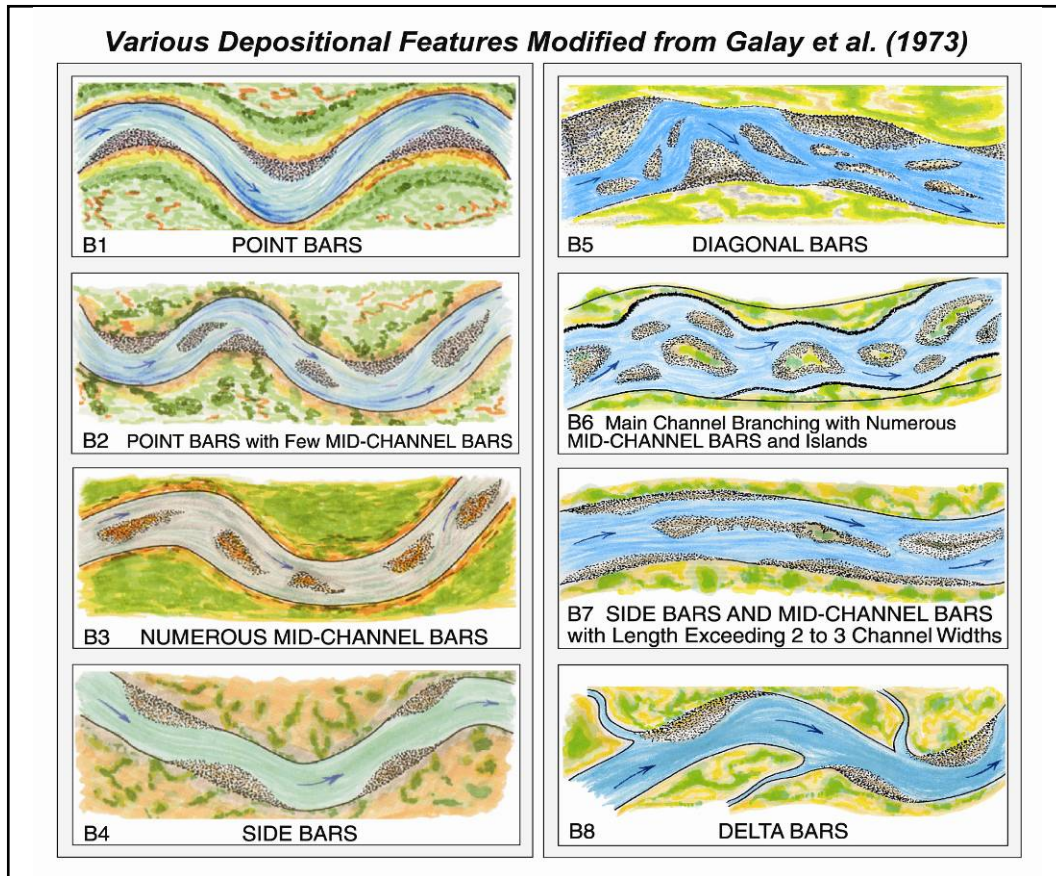 Various Depositional Features Modified from Galay et al. (1973)
B1 POINT BARS
B2 POINT BARS with Few MID-CHANNEL BARS
B3 NUMEROUS MID-CHANNEL BARS
B4 SIDE BARS
B5 DIAGONAL BARS
B6 Main Channel Branching with Numerous
MID-CHANNEL BARS and Islands
B7 SIDE BARS AND MID-CHANNEL BARS
with Length Exceeding 2 to 3 Channel Widths
B8 DELTA BARS